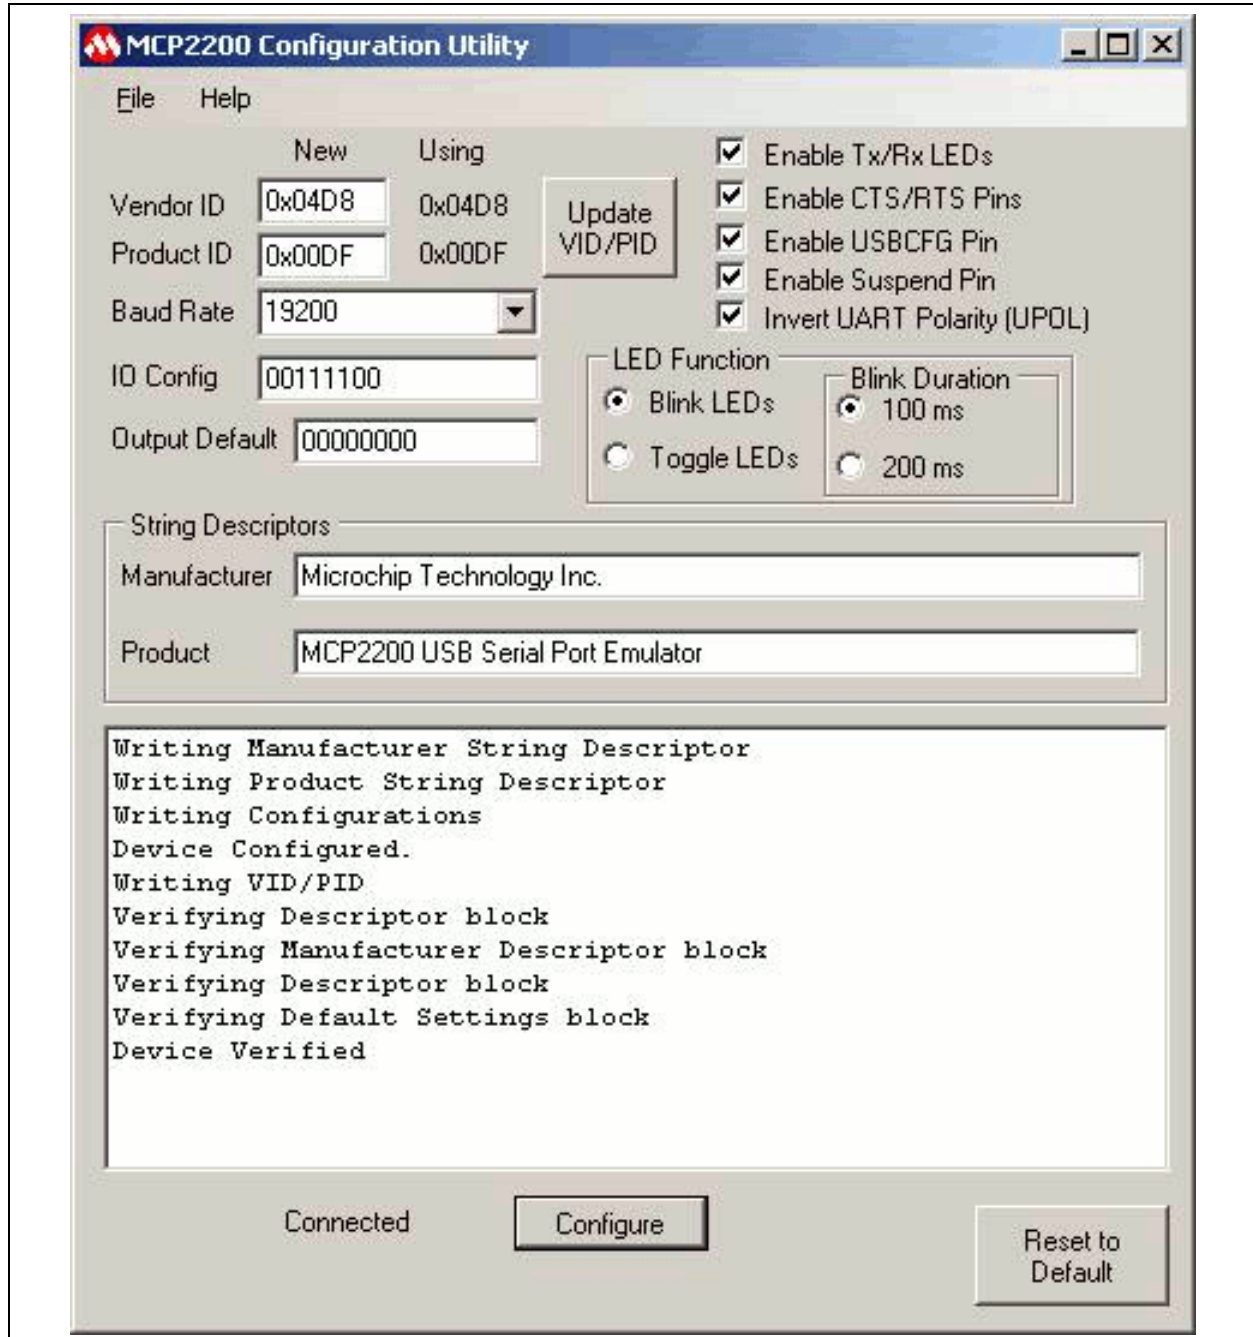 MCP2200 Configuration Utility
File Help
New Using
Vendor ID 0x04D8 0x04D8
Product ID 0x00DF 0x00DF
Update
VID/PID
Baud Rate 19200
IO Config 00111100
Output Default 00000000
Enable Tx/Rx LEDs
Enable CTS/RTS Pins
Enable USBCFG Pin
Enable Suspend Pin
Invert UART Polarity (UPOL)
LED Function
Blink LEDs
Toggle LEDs
Blink Duration
100 ms
200 ms
String Descriptors
Manufacturer Microchip Technology Inc.
Product MCP2200 USB Serial Port Emulator
Writing Manufacturer String Descriptor
Writing Product String Descriptor
Writing Configurations
Device Configured.
Writing VID/PID
Verifying Descriptor block
Verifying Manufacturer Descriptor block
Verifying Descriptor block
Verifying Default Settings block
Device Verified
Connected
Configure
Reset to
Default